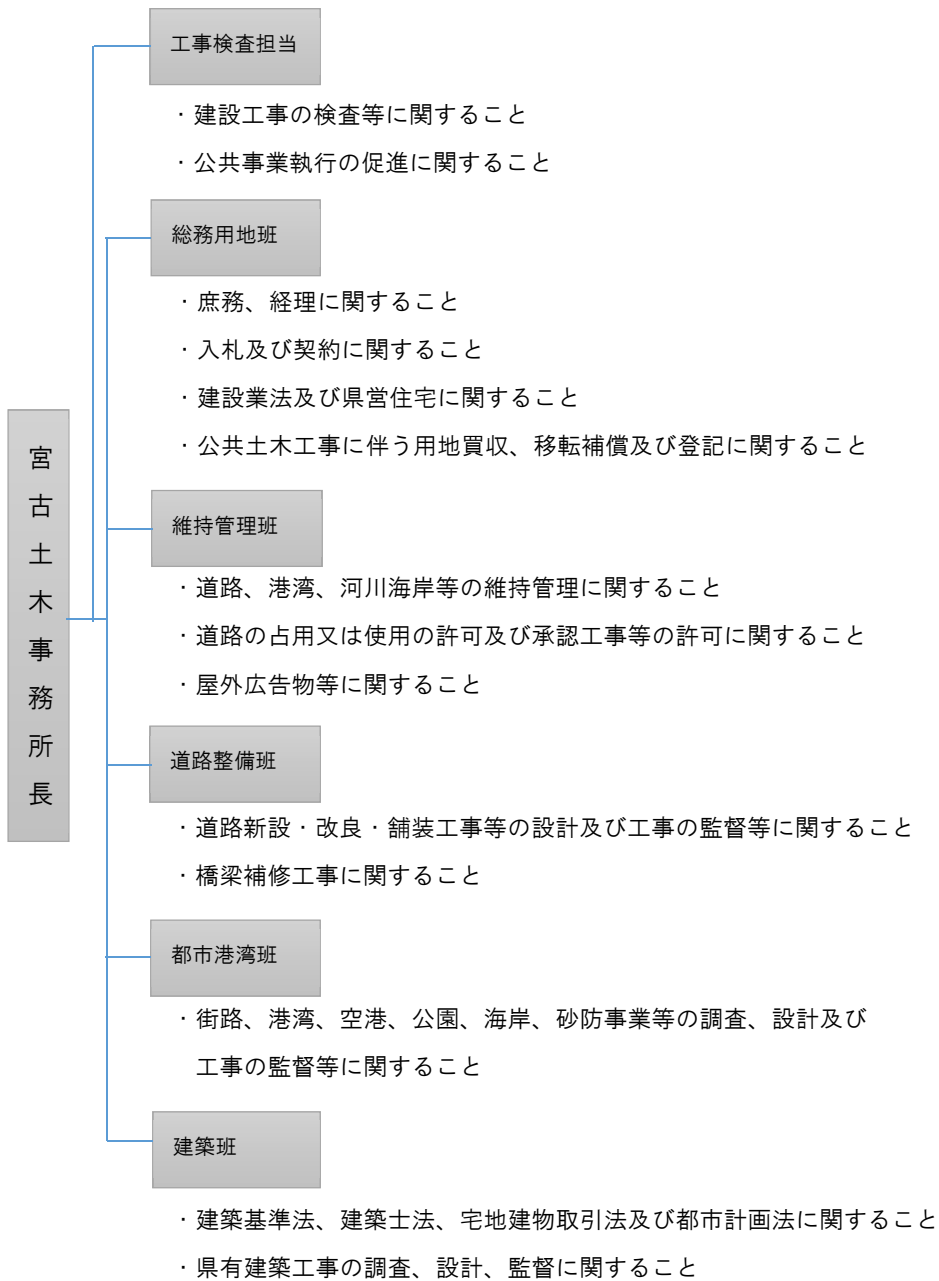 工事検査担当
・建設工事の検査等に関すること
・公共事業執行の促進に関すること
総務用地班
・庶務、経理に関すること
・入札及び契約に関すること
・建設業法及び県営住宅に関すること
・公共土木工事に伴う用地買収、移転補償及び登記に関すること
宮古土木事務所長
維持管理班
・道路、港湾、河川海岸等の維持管理に関すること
・道路の占用又は使用の許可及び承認工事等の許可に関すること
・屋外広告物等に関すること
道路整備班
・道路新設・改良・舗装工事等の設計及び工事の監督等に関すること
・橋梁補修工事に関すること
都市港湾班
・街路、港湾、空港、公園、海岸、砂防事業等の調査、設計及び
工事の監督等に関すること
建築班
・建築基準法、建築士法、宅地建物取引法及び都市計画法に関すること
・県有建築工事の調査、設計、監督に関すること